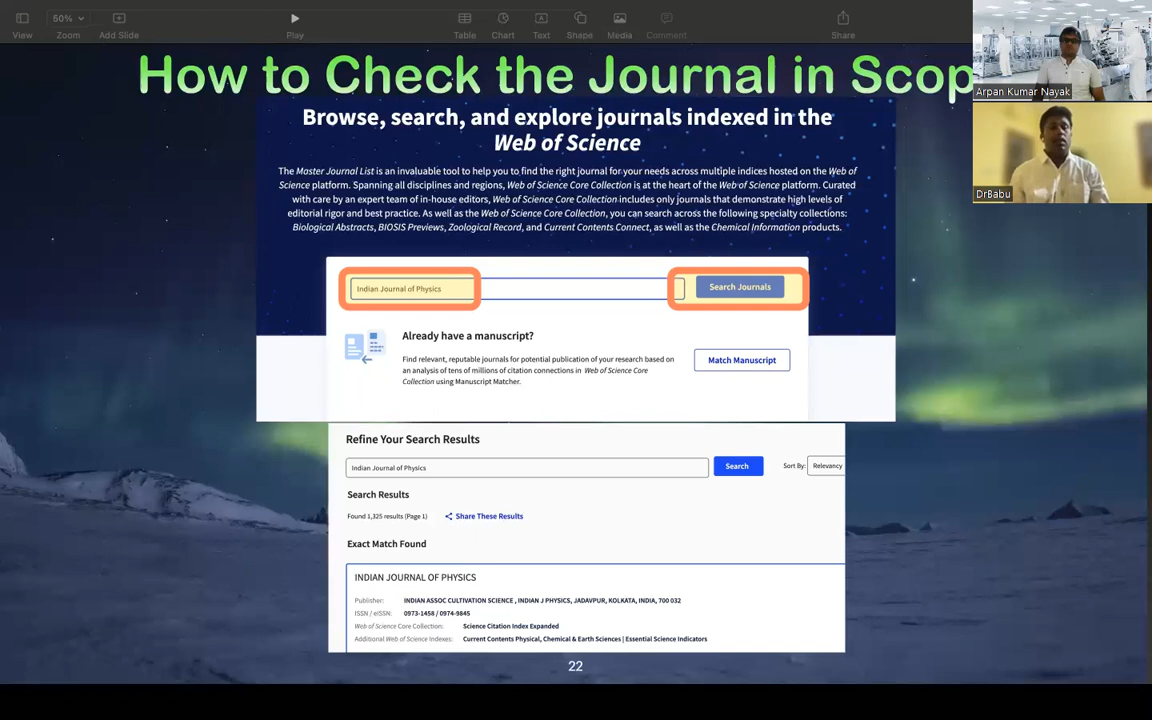 50%
View
Zoom
Add Slide
Play
Table
Chart
Text
Shape
Media
Comment
Share
How to Check the Journal in Scop
Arpan Kumar Nayak
DrBabu
Browse, search, and explore journals indexed in the
Web of Science
The Master Journal List is an invaluable tool to help you to find the right journal for your needs across multiple indices hosted on the Web of
Science platform. Spanning all disciplines and regions, Web of Science Core Collection is at the heart of the Web of Science platform. Curated
with care by an expert team of in-house editors, Web of Science Core Collection includes only journals that demonstrate high levels of
editorial rigor and best practice. As well as the Web of Science Core Collection, you can search across the following specialty collections:
Biological Abstracts, BIOSIS Previews, Zoological Record, and Current Contents Connect, as well as the Chemical Information products.
Indian Journal of Physics
Search Journals
Already have a manuscript?
Find relevant, reputable journals for potential publication of your research based on
an analysis of tens of millions of citation connections in Web of Science Core
Collection using Manuscript Matcher.
Match Manuscript
Refine Your Search Results
Indian Journal of Physics
Search
Sort By:
Relevancy
Search Results
Found 1,325 results (Page 1)
Share These Results
Exact Match Found
INDIAN JOURNAL OF PHYSICS
Publisher: INDIAN ASSOC CULTIVATION SCIENCE , INDIAN J PHYSICS, JADAVPUR, KOLKATA, INDIA, 700 032
ISSN / eISSN: 0973-1458 / 0974-9845
Web of Science Core Collection: Science Citation Index Expanded
Additional Web of Science Indexes: Current Contents Physical, Chemical & Earth Sciences | Essential Science Indicators
22